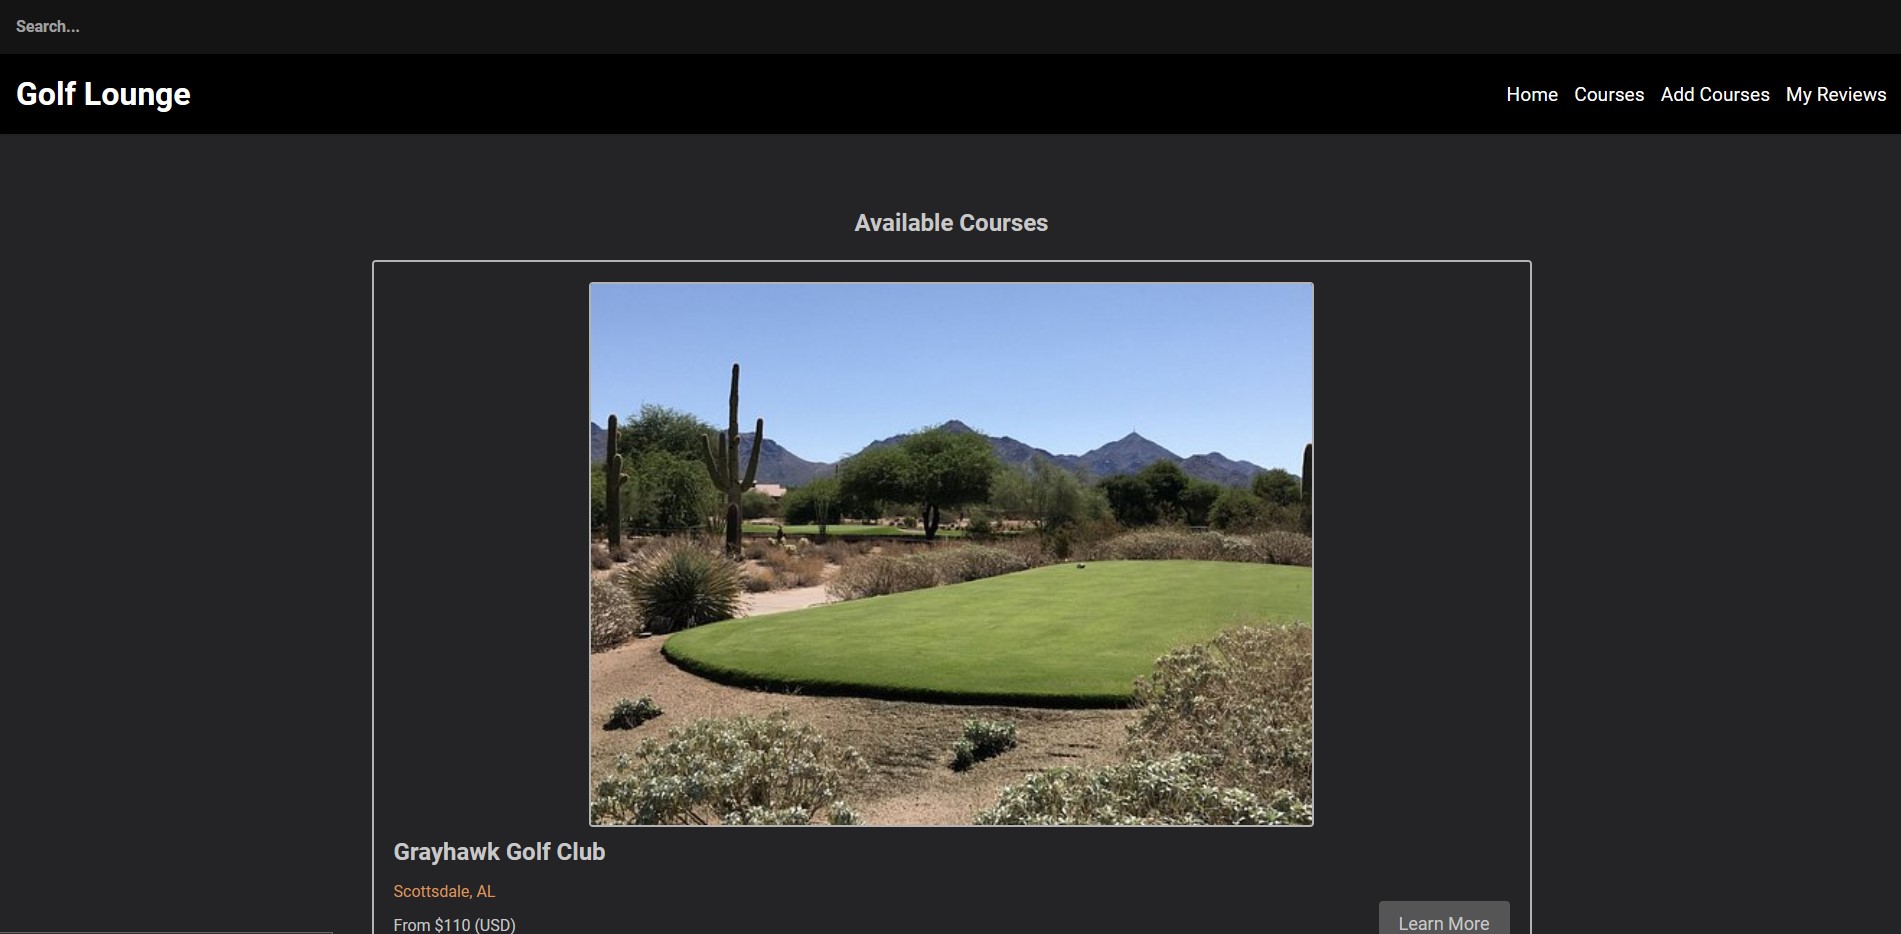 Search...
Golf Lounge
Home Courses Add Courses My Reviews
Available Courses
Grayhawk Golf Club
Scottsdale, AL
From $110 (USD)
Learn More